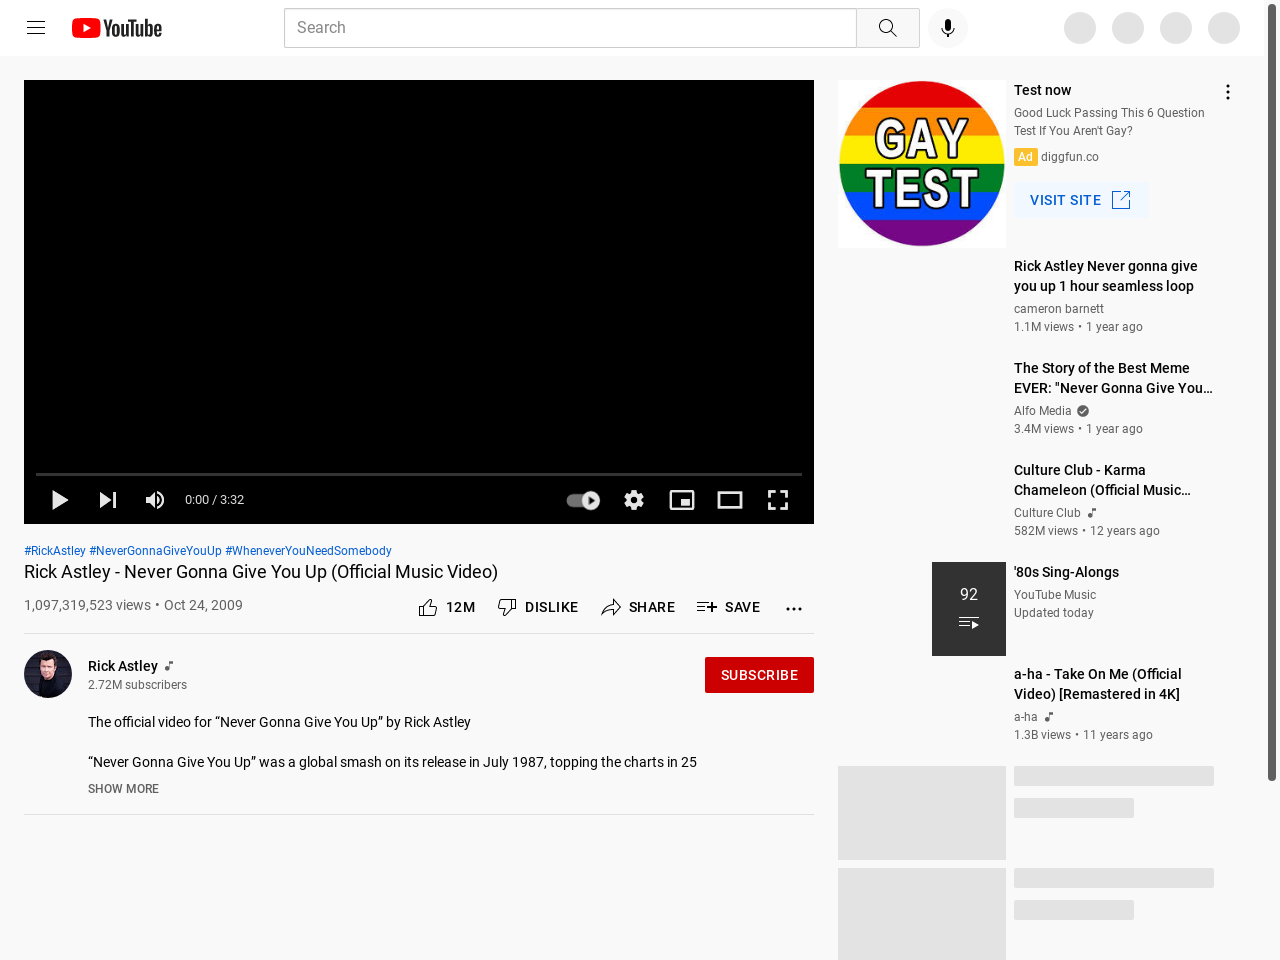 YouTube
Search
0:00 / 3:32
#RickAstley #NeverGonnaGiveYouUp #WheneverYouNeedSomebody
Rick Astley - Never Gonna Give You Up (Official Music Video)
1,097,319,523 views • Oct 24, 2009
12M
DISLIKE
SHARE
SAVE
Rick Astley
2.72M subscribers
SUBSCRIBE
The official video for “Never Gonna Give You Up” by Rick Astley
“Never Gonna Give You Up” was a global smash on its release in July 1987, topping the charts in 25
SHOW MORE
GAY
TEST
Test now
Good Luck Passing This 6 Question
Test If You Aren't Gay?
Ad diggfun.co
VISIT SITE
Rick Astley Never gonna give
you up 1 hour seamless loop
cameron barnett
1.1M views • 1 year ago
The Story of the Best Meme
EVER: "Never Gonna Give You...
Alfo Media
3.4M views • 1 year ago
Culture Club - Karma
Chameleon (Official Music...
Culture Club
582M views • 12 years ago
92
'80s Sing-Alongs
YouTube Music
Updated today
a-ha - Take On Me (Official
Video) [Remastered in 4K]
a-ha
1.3B views • 11 years ago